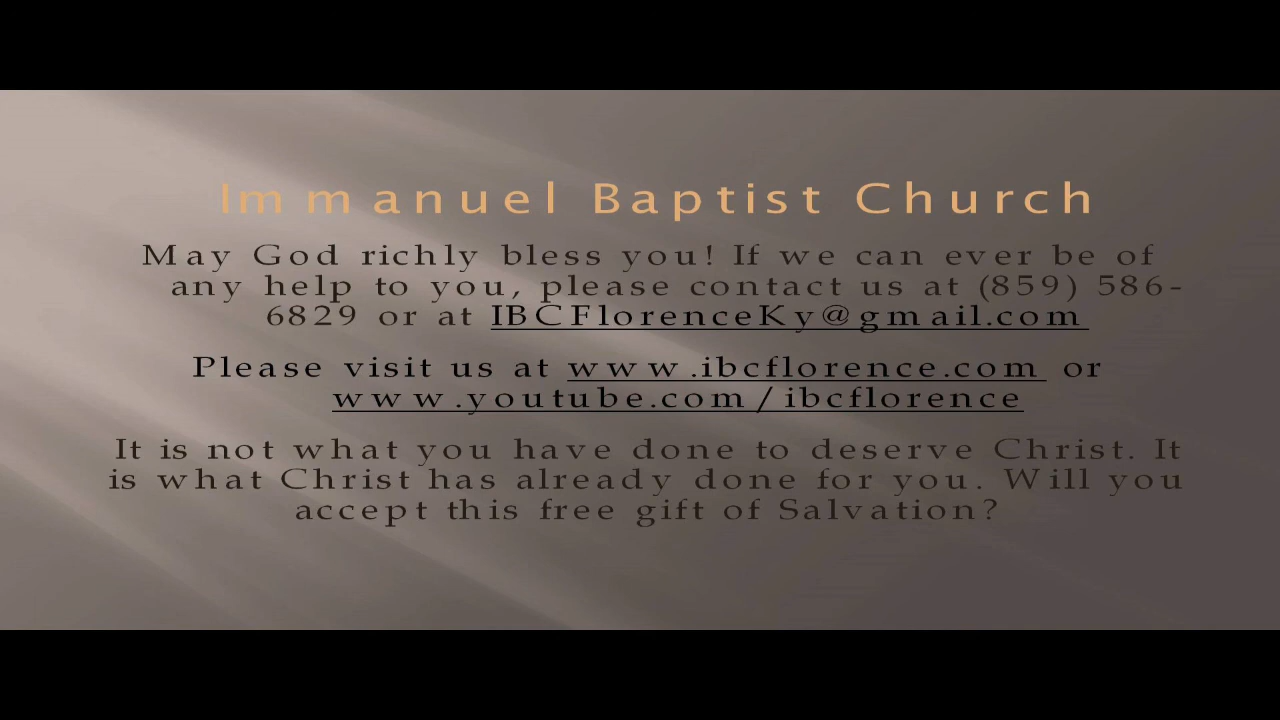 Immanuel Baptist Church
May God richly bless you! If we can ever be of
any help to you, please contact us at (859) 586-
6829 or at IBCFlorenceKy@gmail.com
Please visit us at www.ibcflorence.com or
www.youtube.com/ibcflorence
It is not what you have done to deserve Christ. It
is what Christ has already done for you. Will you
accept this free gift of Salvation?